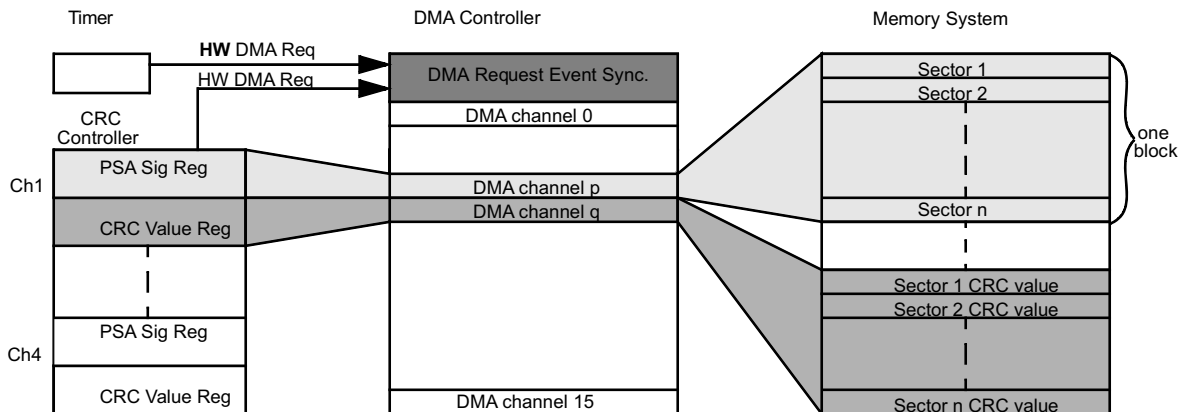 Timer
DMA Controller
Memory System
HW DMA Req
HW DMA Req
DMA Request Event Sync.
Sector 1
Sector 2
CRC
Controller
DMA channel 0
one
block
PSA Sig Reg
Ch1
DMA channel p
DMA channel q
Sector n
CRC Value Reg
Sector 1 CRC value
Sector 2 CRC value
PSA Sig Reg
Ch4
CRC Value Reg
DMA channel 15
Sector n CRC value